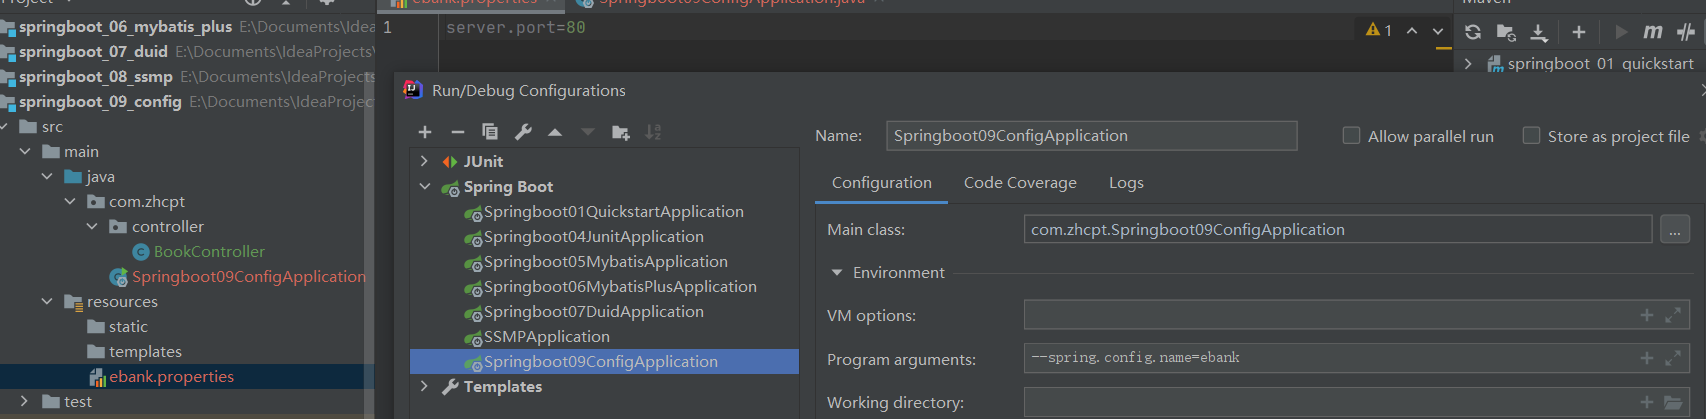 Project
ebank.properties
Springboot09ConfigApplication.java
Maven
springboot_06_mybatis_plus E:\Documents\Idea
springboot_07_duid E:\Documents\IdeaProjects\
springboot_08_ssmp E:\Documents\IdeaProjects\
springboot_09_config E:\Documents\IdeaProjec
src
main
java
com.zhcpt
controller
BookController
Springboot09ConfigApplication
resources
static
templates
ebank.properties
test
1 server.port=80
1
springboot_01_quickstart
Run/Debug Configurations
JUnit
Spring Boot
Springboot01QuickstartApplication
Springboot04JunitApplication
Springboot05MybatisApplication
Springboot06MybatisPlusApplication
Springboot07DuidApplication
SSMPApplication
Springboot09ConfigApplication
Templates
Name: Springboot09ConfigApplication
Allow parallel run
Store as project file
Configuration Code Coverage Logs
Main class: com.zhcpt.Springboot09ConfigApplication ...
Environment
VM options:
Program arguments: --spring.config.name=ebank
Working directory: